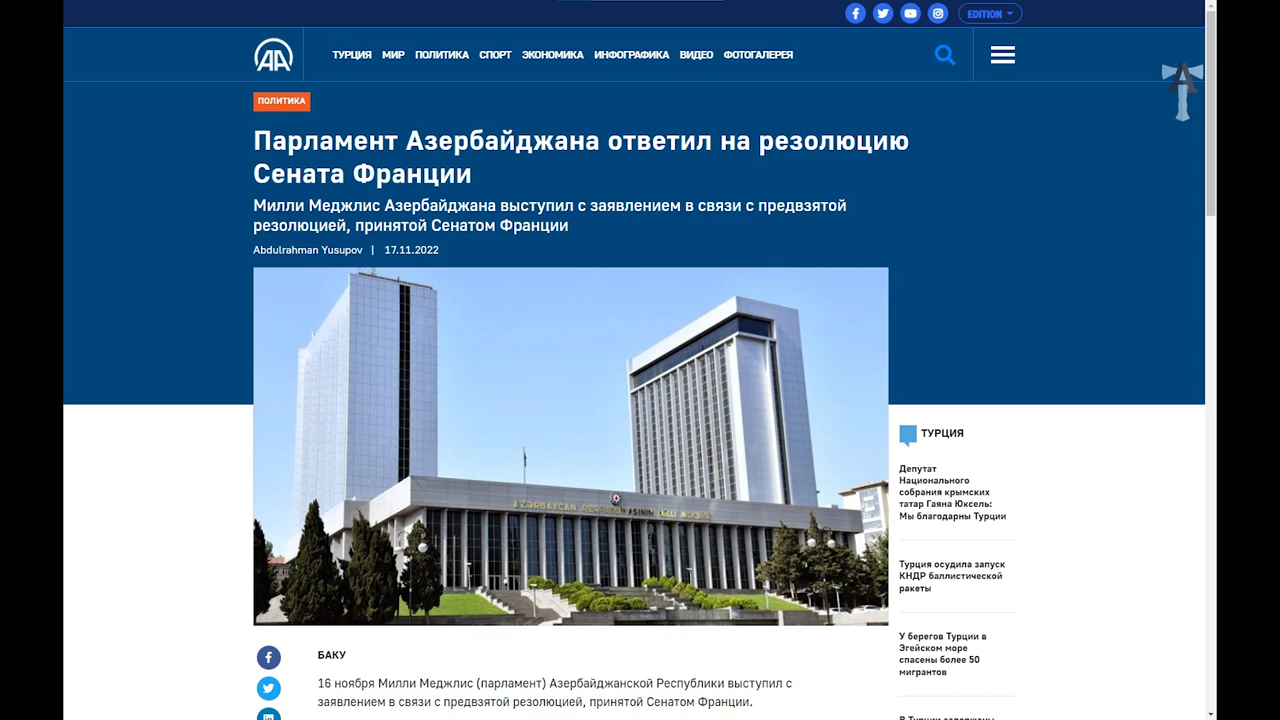 EDITION
AA
ТУРЦИЯ МИР ПОЛИТИКА СПОРТ ЭКОНОМИКА ИНФОГРАФИКА ВИДЕО ФОТОГАЛЕРЕЯ
ПОЛИТИКА
Парламент Азербайджана ответил на резолюцию
Сената Франции
Милли Меджлис Азербайджана выступил с заявлением в связи с предвзятой
резолюцией, принятой Сенатом Франции
Abdulrahman Yusupov | 17.11.2022
ТУРЦИЯ
Депутат
Национального
собрания крымских
татар Гаяна Юксель:
Мы благодарны Турции
Турция осудила запуск
КНДР баллистической
ракеты
У берегов Турции в
Эгейском море
спасены более 50
мигрантов
БАКУ
16 ноября Милли Меджлис (парламент) Азербайджанской Республики выступил с
заявлением в связи с предвзятой резолюцией, принятой Сенатом Франции.